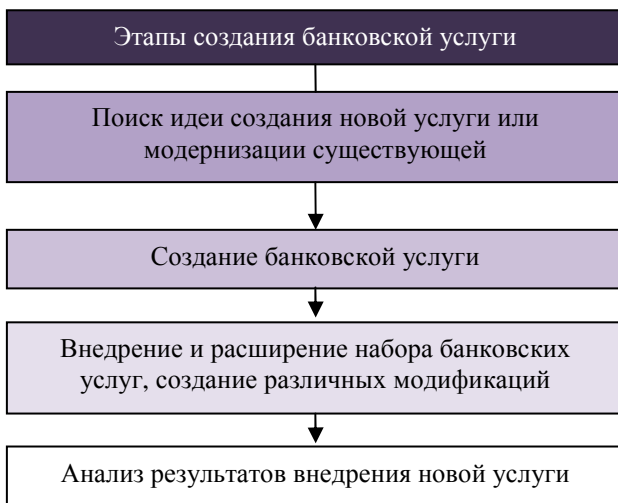 Этапы создания банковской услуги
Поиск идеи создания новой услуги или
модернизации существующей
Создание банковской услуги
Внедрение и расширение набора банковских
услуг, создание различных модификаций
Анализ результатов внедрения новой услуги